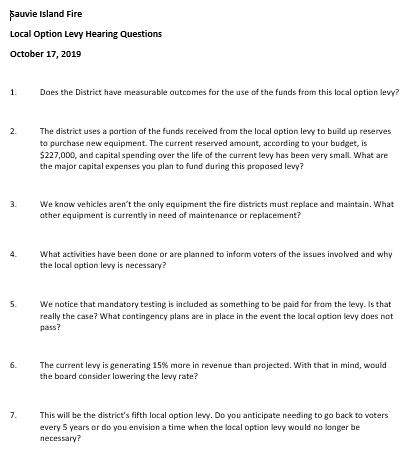 Sauvie Island Fire
Local Option Levy Hearing Questions
October 17, 2019
1. Does the District have measurable outcomes for the use of the funds from this local option levy?
2. The district uses a portion of the funds received from the local option levy to build up reserves
to purchase new equipment. The current reserved amount, according to your budget, is
$227,000, and capital spending over the life of the current levy has been very small. What are
the major capital expenses you plan to fund during this proposed levy?
3. We know vehicles aren't the only equipment the fire districts must replace and maintain. What
other equipment is currently in need of maintenance or replacement?
4. What activities have been done or are planned to inform voters of the issues involved and why
the local option levy is necessary?
5. We notice that mandatory testing is included as something to be paid for from the levy. Is that
really the case? What contingency plans are in place in the event the local option levy does not
pass?
6. The current levy is generating 15% more in revenue than projected. With that in mind, would
the board consider lowering the levy rate?
7. This will be the district's fifth local option levy. Do you anticipate needing to go back to voters
every 5 years or do you envision a time when the local option levy would no longer be
necessary?